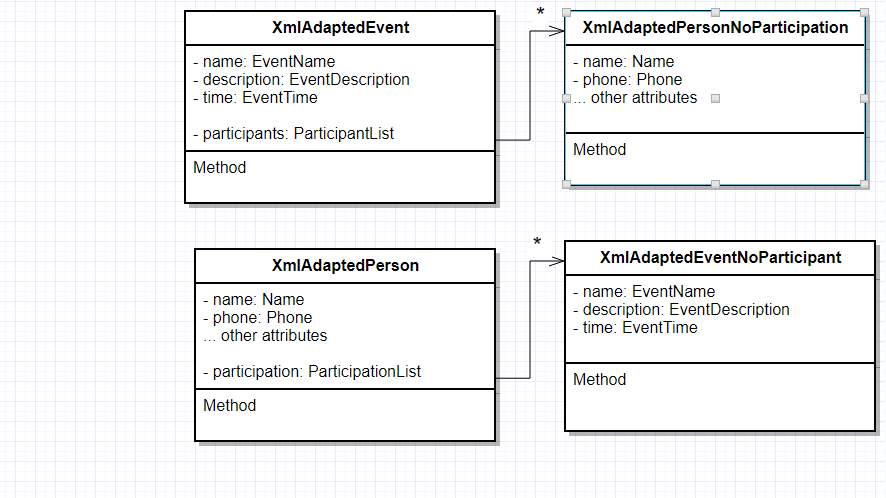 *
XmlAdaptedEvent
- name: EventName
- description: EventDescription
- time: EventTime
- participants: ParticipantList
Method
XmlAdaptedPersonNoParticipation
- name: Name
- phone: Phone
... other attributes
Method
*
XmlAdaptedPerson
- name: Name
- phone: Phone
... other attributes
- participation: ParticipationList
Method
XmlAdaptedEventNoParticipant
- name: EventName
- description: EventDescription
- time: EventTime
Method